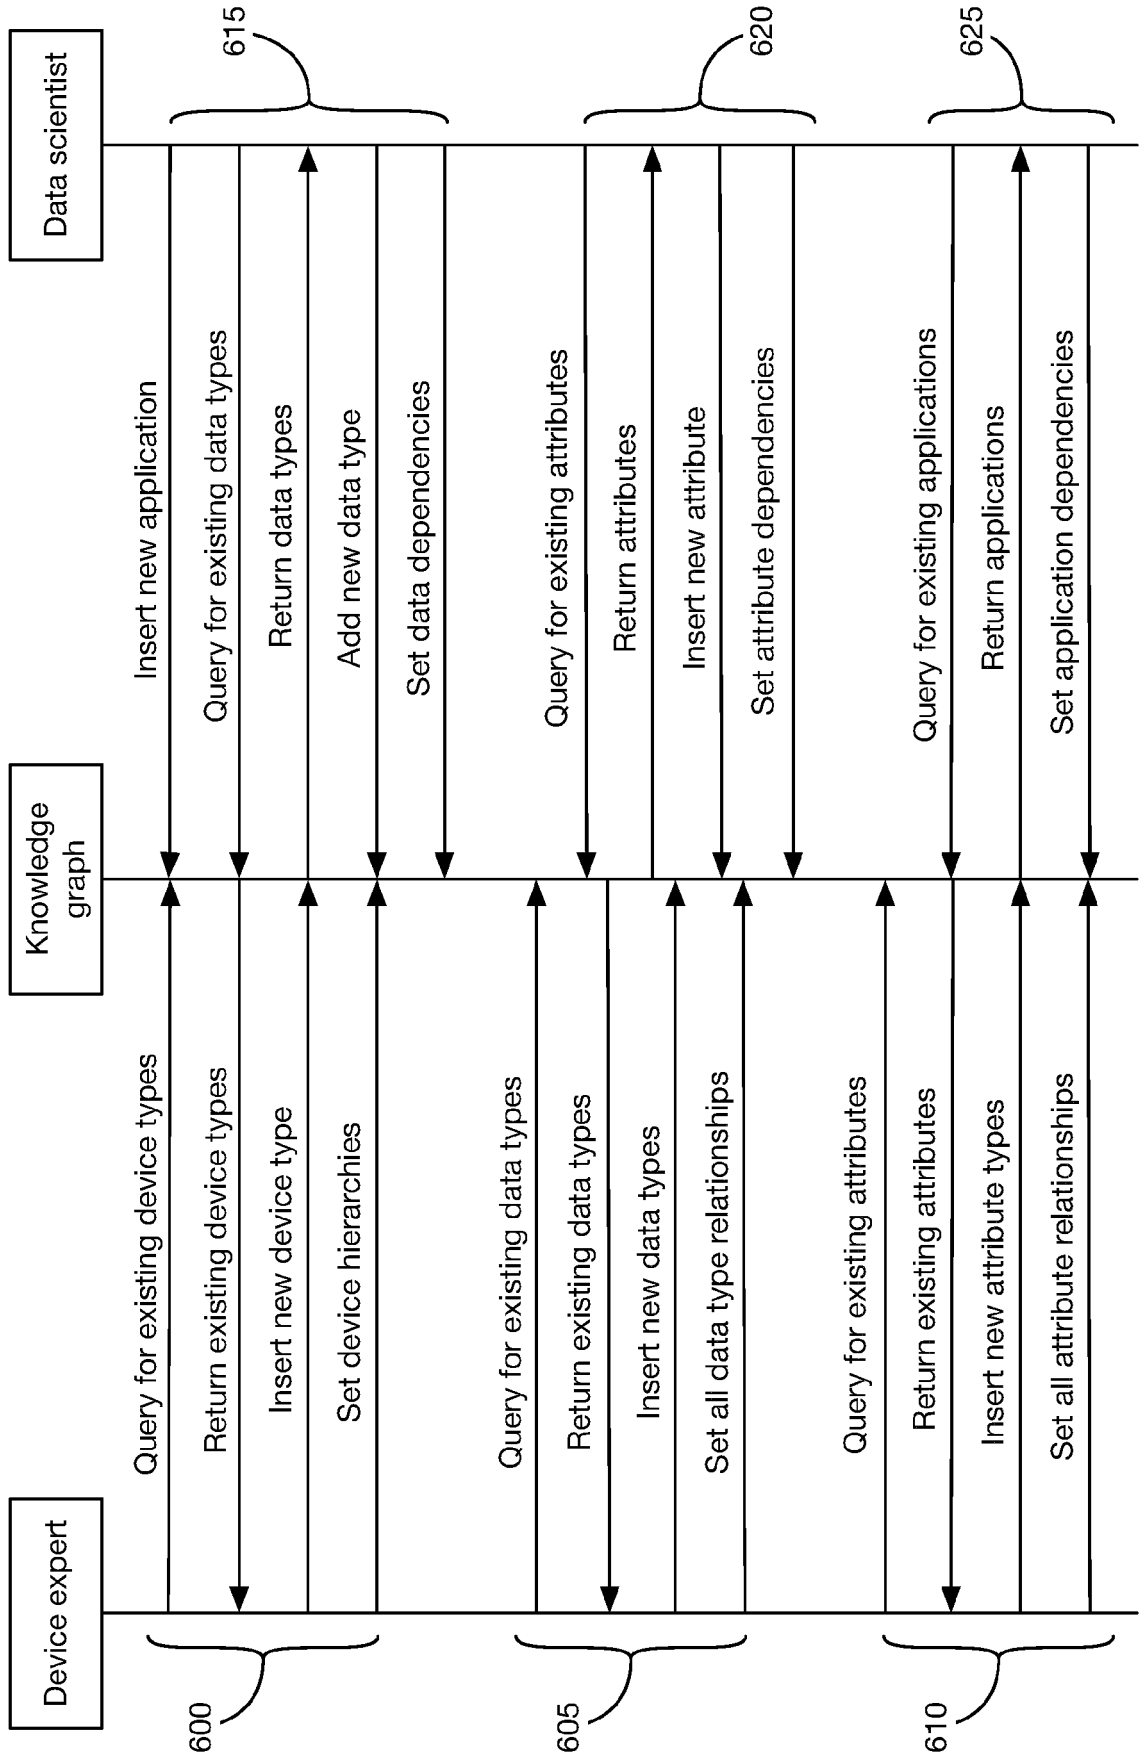 Device expert
Knowledge
graph
Data scientist
600
Query for existing device types
Return existing device types
Insert new device type
Set device hierarchies
605
Query for existing data types
Return existing data types
Insert new data types
Set all data type relationships
610
Query for existing attributes
Return existing attributes
Insert new attribute types
Set all attribute relationships
Insert new application
Query for existing data types
Return data types
Add new data type
Set data dependencies
615
Query for existing attributes
Return attributes
Insert new attribute
Set attribute dependencies
620
Query for existing applications
Return applications
Set application dependencies
625